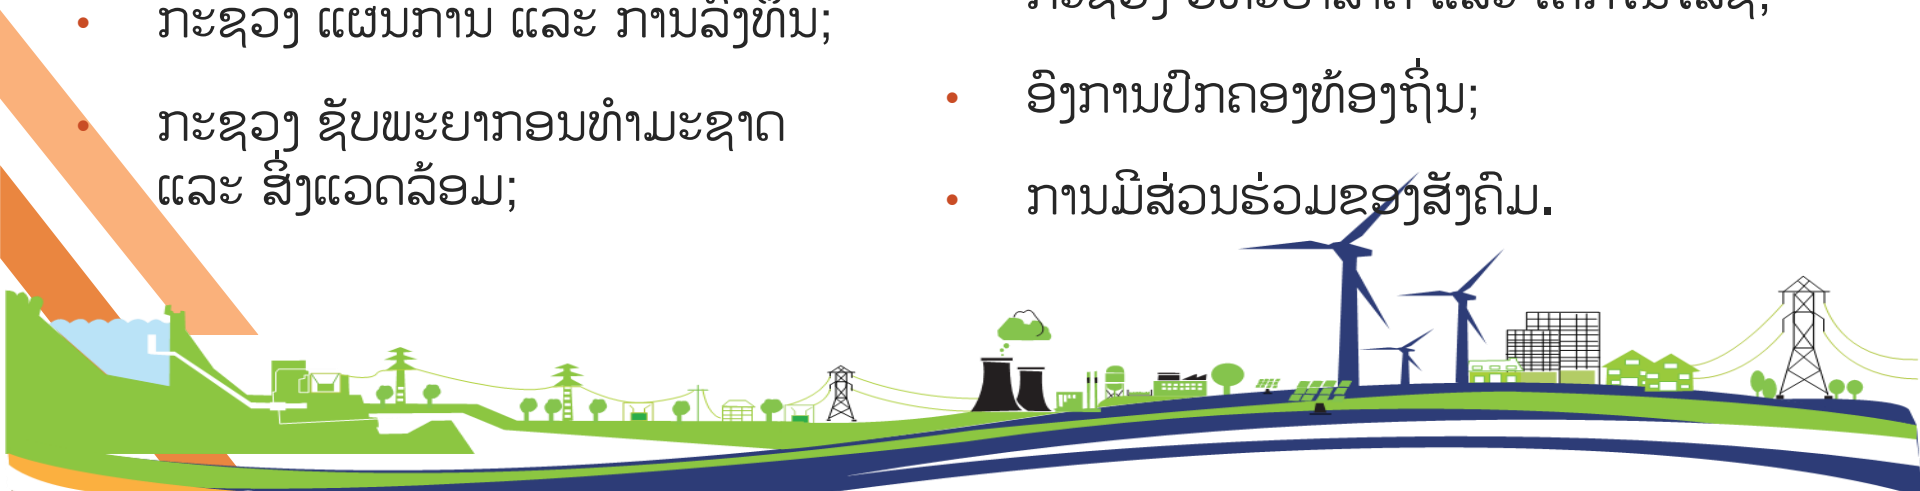 ກະຊວງ ແຜນການ ແລະ ການລົງທຶນ;
ກະຊວງ ຊັບພະຍາກອນທຳມະຊາດ
ແລະ ສິ່ງແວດລ້ອມ;
ອົງການປົກຄອງທ້ອງຖິ່ນ;
ການມີສ່ວນຮ່ວມຂອງສັງຄົມ.